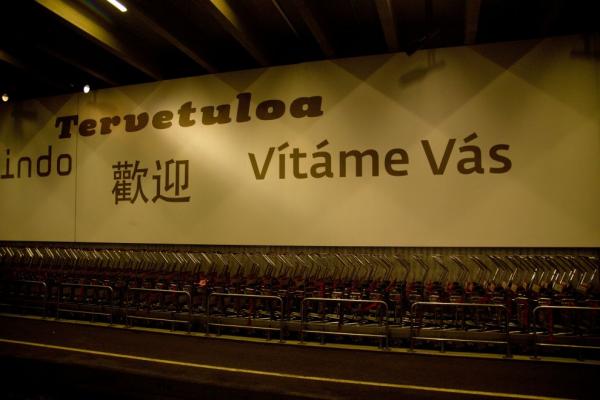 Tervetuloa
indo
歡迎
Vítáme Vás